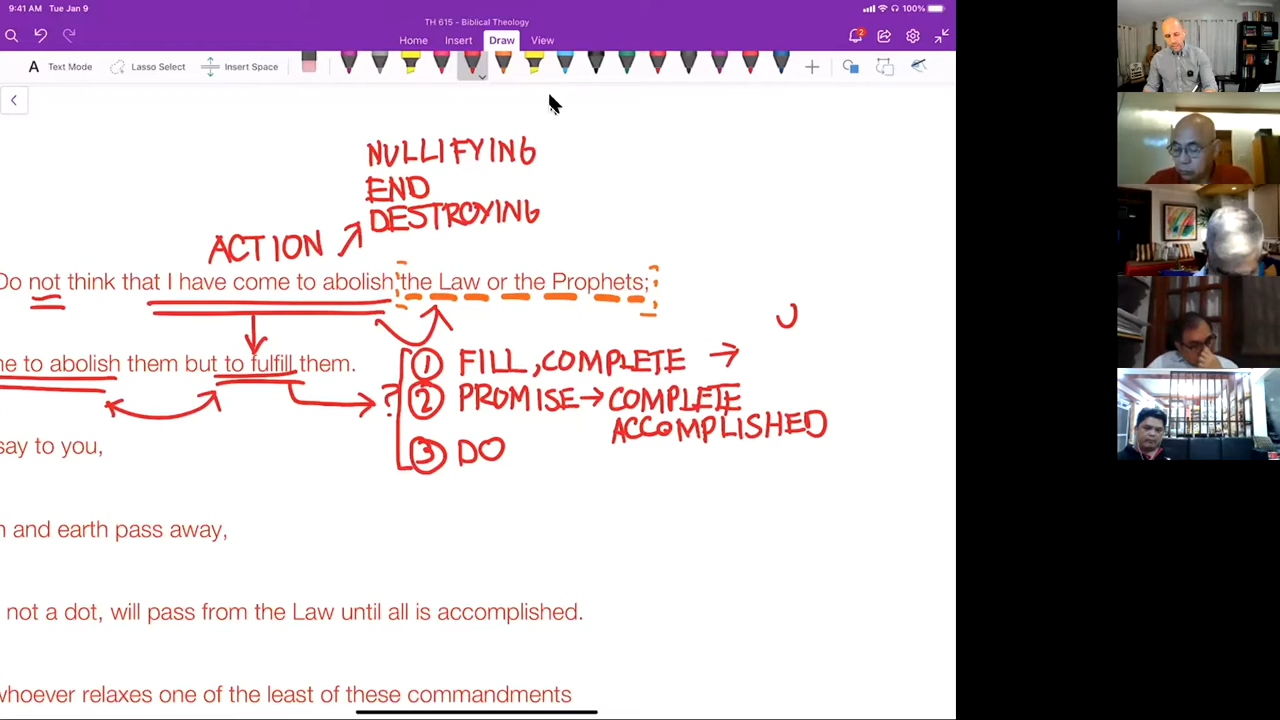 9:41 AM Tue Jan 9
100%
TH 615 - Biblical Theology
Home Insert Draw View
2
A Text Mode Lasso Select Insert Space
NULLIFYING
END
DESTROYING
ACTION
Do not think that I have come to abolish the Law or the Prophets;
me to abolish them but to fulfill them.
? 1 FILL, COMPLETE →
2 PROMISE → COMPLETE
ACCOMPLISHED
3 DO
say to you,
n and earth pass away,
not a dot, will pass from the Law until all is accomplished.
whoever relaxes one of the least of these commandments